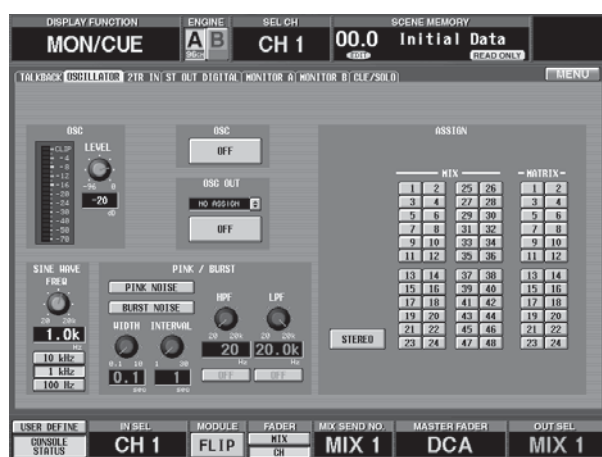 DISPLAY FUNCTION ENGINE SEL CH SCENE MEMORY
MON/CUE A B CH 1 00.0 Initial Data
96kHz EDIT READ ONLY
TALKBACK OSCILLATOR 2TR IN ST OUT DIGITAL MONITOR A MONITOR B CUE/SOLO MENU
OSC OSC ASSIGN
CLIP LEVEL OFF
-4
-8
-12
-16 -96 0
-20 -20
-24 dB
-30
-40
-50
-70
OSC OUT
NO ASSIGN
OFF
MIX MATRIX
1 2 25 26 1 2
3 4 27 28 3 4
5 6 29 30 5 6
7 8 31 32 7 8
9 10 33 34 9 10
11 12 35 36 11 12
13 14 37 38 13 14
15 16 39 40 15 16
17 18 41 42 17 18
19 20 43 44 19 20
STEREO 21 22 45 46 21 22
23 24 47 48 23 24
SINE WAVE
FREQ
20 20k
1.0k
Hz
10 kHz
1 kHz
100 Hz
PINK / BURST
PINK NOISE
BURST NOISE HPF LPF
WIDTH INTERVAL
20 20k 20 20k
0.1 10 1 30 20 20.0k
Hz Hz
0.1 1 OFF OFF
sec sec
USER DEFINE IN SEL MODULE FADER MIX SEND NO. MASTER FADER OUT SEL
CONSOLE STATUS CH 1 FLIP MIX CH MIX 1 DCA MIX 1